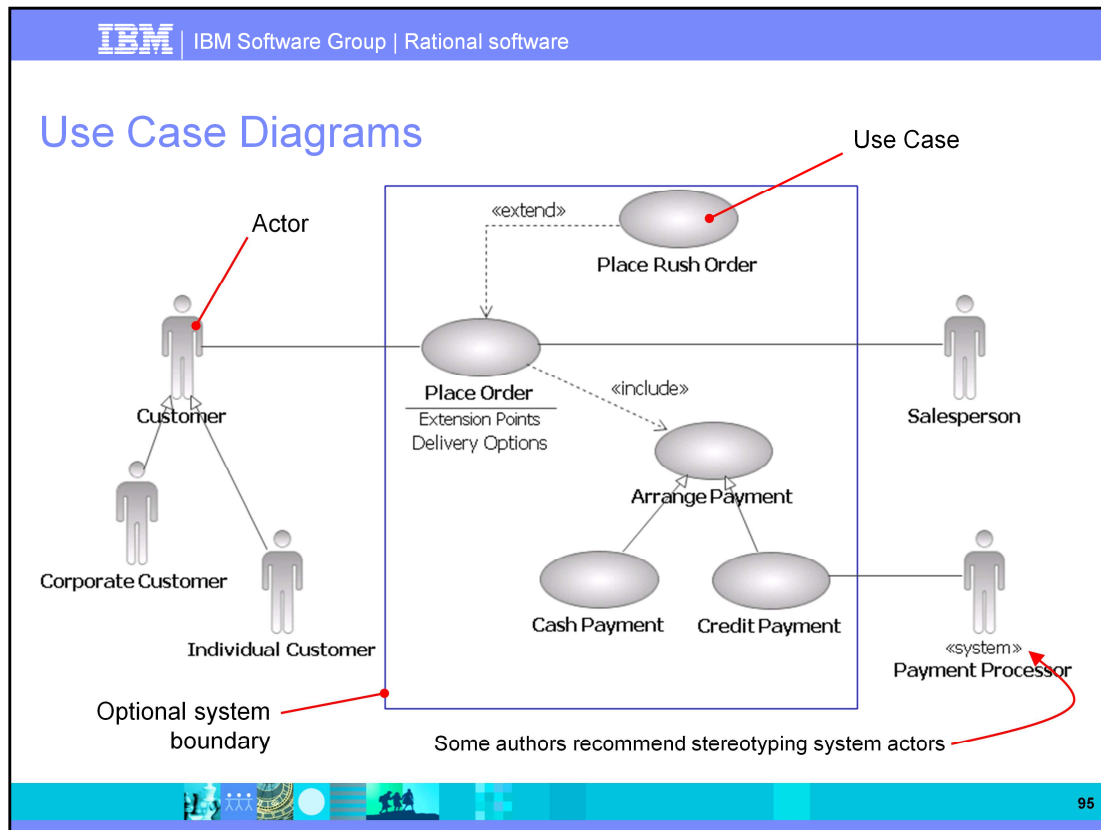 IBM | IBM Software Group | Rational software
Use Case Diagrams
Use Case
Actor
«extend»
Place Rush Order
Customer
Place Order
Extension Points
Delivery Options
«include»
Salesperson
Arrange Payment
Corporate Customer
Individual Customer
Cash Payment
Credit Payment
«system»
Payment Processor
Optional system
boundary
Some authors recommend stereotyping system actors
95